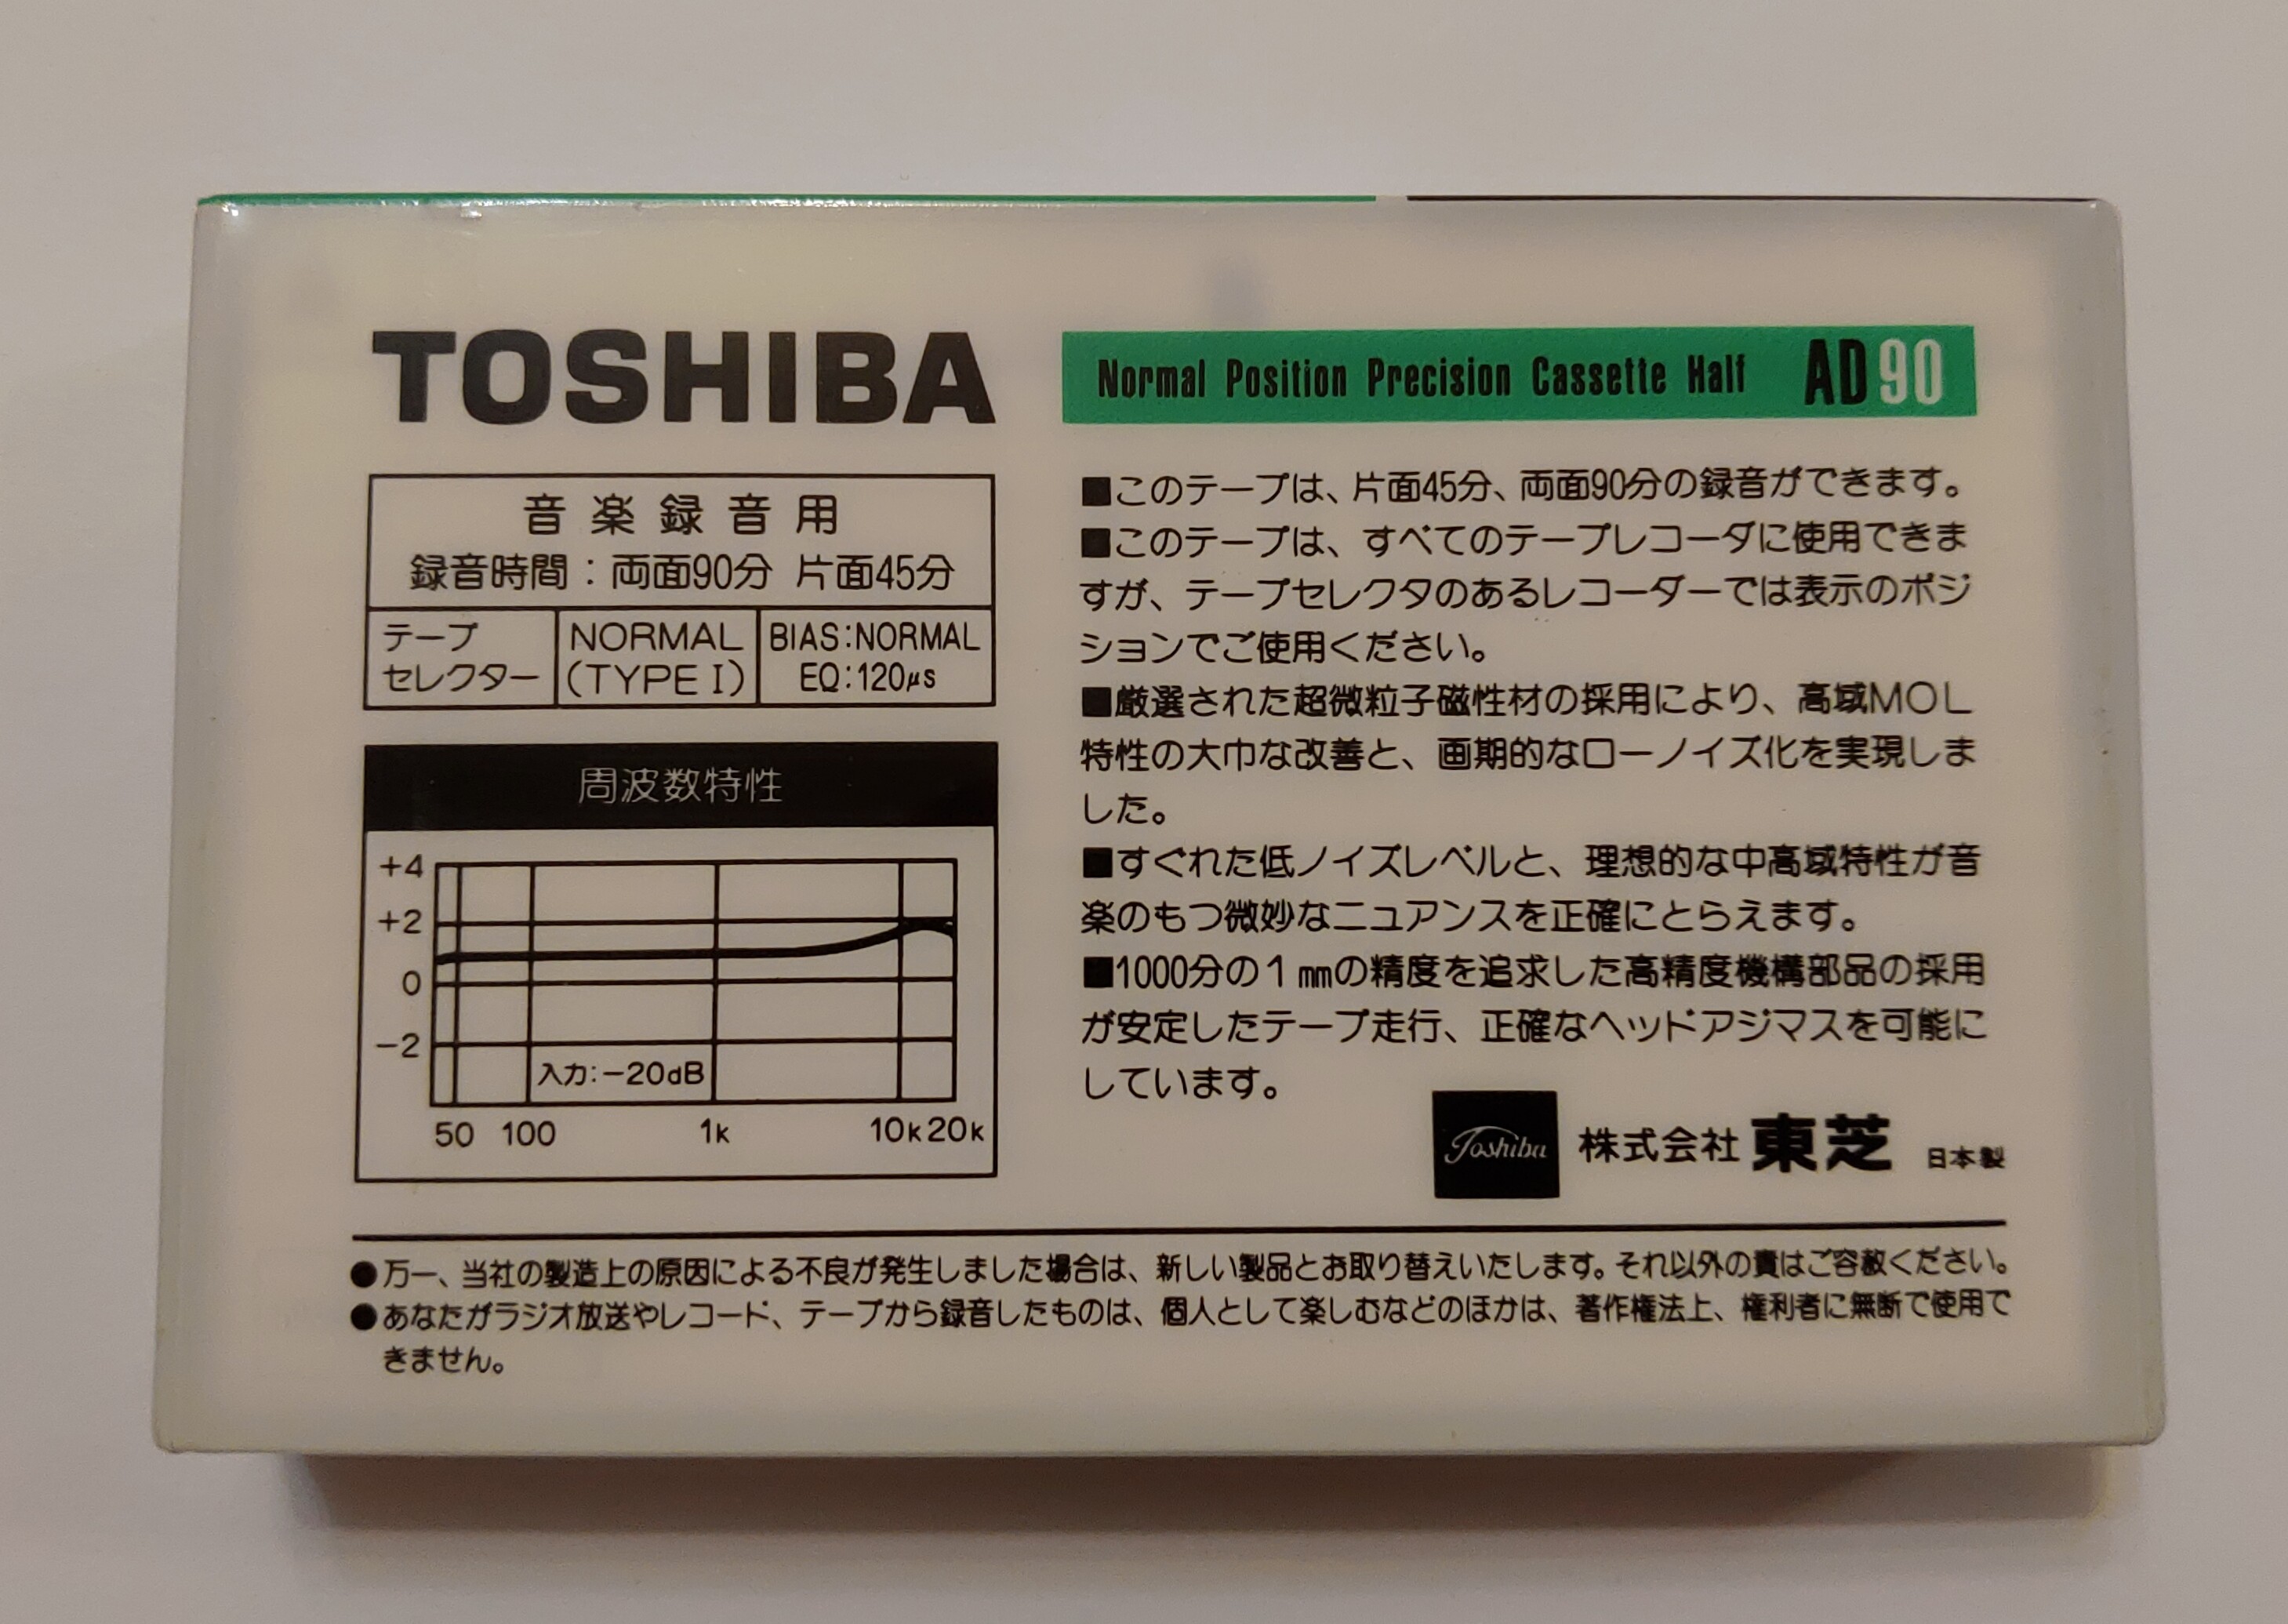 TOSHIBA
Normal Position Precision Cassette Half AD90
音楽録音用
録音時間：両面90分 片面45分
テープ
セレクター
NORMAL
(TYPE I)
BIAS:NORMAL
EQ:120μs
周波数特性
+4
+2
0
−2
入力:−20dB
50 100 1k 10k 20k
■このテープは、片面45分、両面90分の録音ができます。
■このテープは、すべてのテープレコーダに使用できま
すが、テープセレクタのあるレコーダーでは表示のポジ
ションでご使用ください。
■厳選された超微粒子磁性材の採用により、高域MOL
特性の大巾な改善と、画期的なローノイズ化を実現しま
した。
■すぐれた低ノイズレベルと、理想的な中高域特性が音
楽のもつ微妙なニュアンスを正確にとらえます。
■1000分の1㎜の精度を追求した高精度機構部品の採用
が安定したテープ走行、正確なヘッドアジマスを可能に
しています。
Toshiba 株式会社 東芝 日本製
●万一、当社の製造上の原因による不良が発生しました場合は、新しい製品とお取り替えいたします。それ以外の責はご容赦ください。
●あなたがラジオ放送やレコード、テープから録音したものは、個人として楽しむなどのほかは、著作権法上、権利者に無断で使用で
きません。